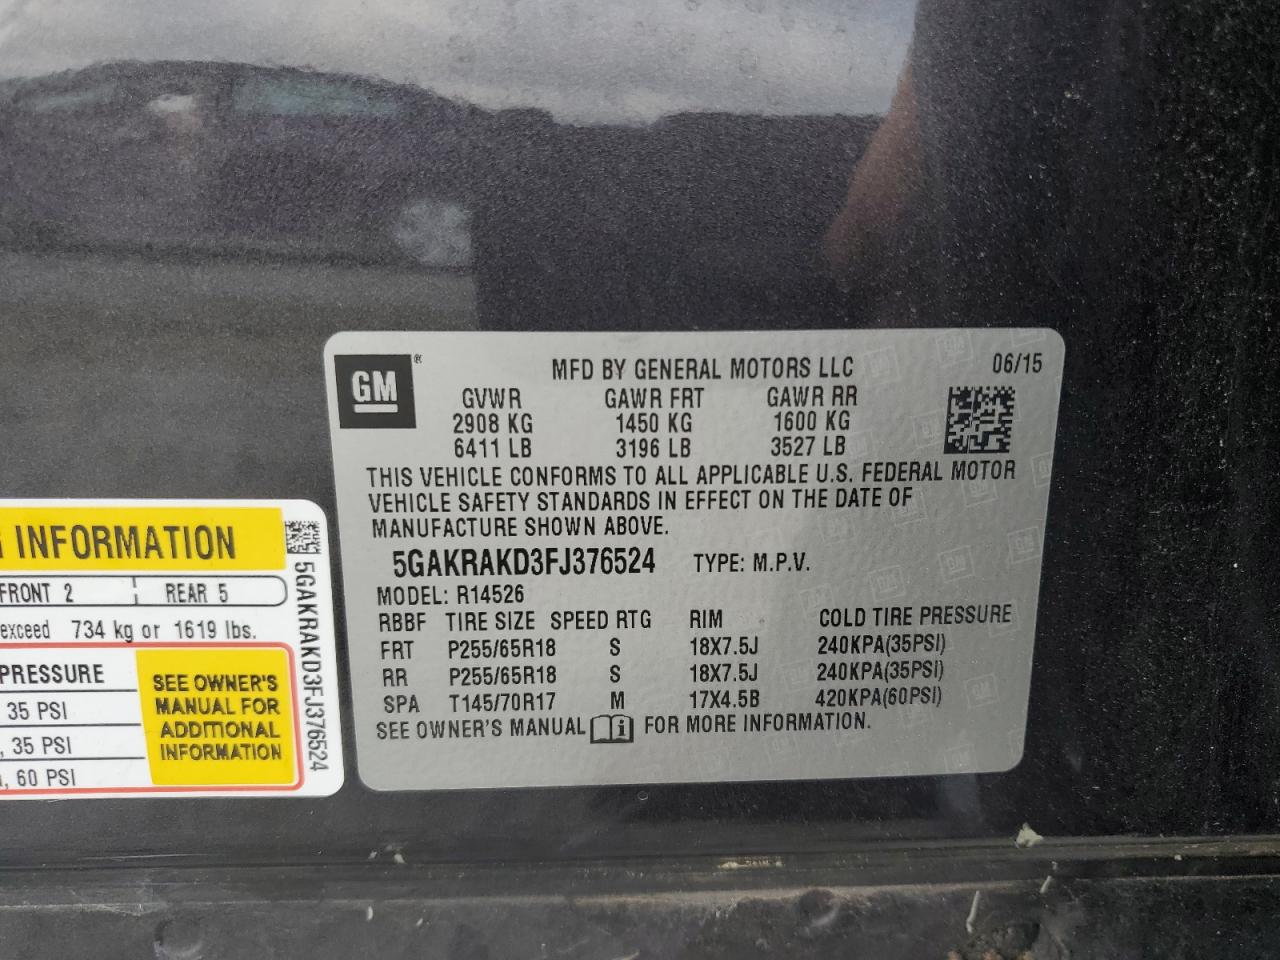 GM ®
MFD BY GENERAL MOTORS LLC 06/15
GVWR GAWR FRT GAWR RR
2908 KG 1450 KG 1600 KG
6411 LB 3196 LB 3527 LB
THIS VEHICLE CONFORMS TO ALL APPLICABLE U.S. FEDERAL MOTOR
VEHICLE SAFETY STANDARDS IN EFFECT ON THE DATE OF
MANUFACTURE SHOWN ABOVE.
5GAKRAKD3FJ376524 TYPE: M.P.V.
MODEL: R14526
RBBF TIRE SIZE SPEED RTG RIM COLD TIRE PRESSURE
FRT P255/65R18 S 18X7.5J 240KPA(35PSI)
RR P255/65R18 S 18X7.5J 240KPA(35PSI)
SPA T145/70R17 M 17X4.5B 420KPA(60PSI)
SEE OWNER'S MANUAL FOR MORE INFORMATION.
INFORMATION
FRONT 2 REAR 5
exceed 734 kg or 1619 lbs.
PRESSURE
35 PSI
, 35 PSI
, 60 PSI
SEE OWNER'S
MANUAL FOR
ADDITIONAL
INFORMATION
5GAKRAKD3FJ376524